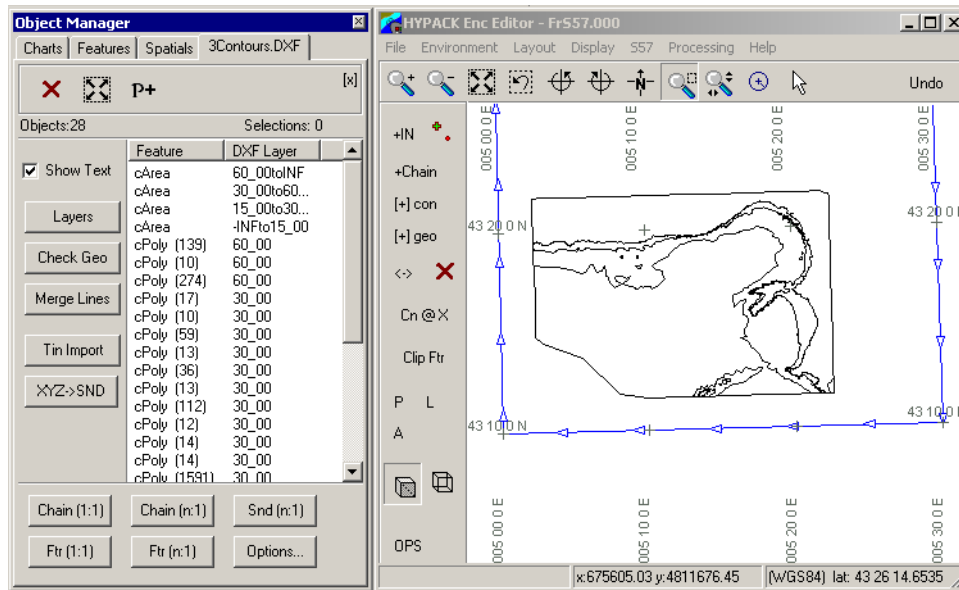 Object Manager
Charts Features Spatials 3Contours.DXF
P+ [x]
Objects:28 Selections: 0
Show Text
Layers
Check Geo
Merge Lines
Tin Import
XYZ->SND
Feature DXF Layer
cArea 60_00toINF
cArea 30_00to60...
cArea 15_00to30...
cArea -INFto15_00
cPoly (139) 60_00
cPoly (10) 60_00
cPoly (274) 60_00
cPoly (17) 30_00
cPoly (10) 30_00
cPoly (59) 30_00
cPoly (13) 30_00
cPoly (36) 30_00
cPoly (13) 30_00
cPoly (112) 30_00
cPoly (12) 30_00
cPoly (14) 30_00
cPoly (14) 30_00
cPoly (1591) 30_00
Chain (1:1) Chain (n:1) Snd (n:1)
Ftr (1:1) Ftr (n:1) Options...
HYPACK Enc Editor - FrS57.000
File Environment Layout Display S57 Processing Help
N Undo
+IN
+Chain
[+] con
[+] geo
<->
Cn @ X
Clip Ftr
P L
A
OPS
005 00 0 E 005 10 0 E 005 20 0 E 005 30 0 E
43 20 0 N 43 20 0
43 10 0 N 43 10 0
005 00 0 E 005 10 0 E 005 20 0 E 005 30 0 E
x:675605.03 y:4811676.45 (WGS84) lat: 43 26 14.6535